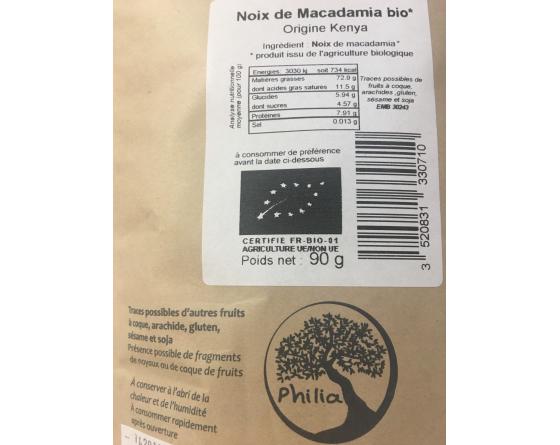 Noix de Macadamia bio*
Origine Kenya
Ingrédient : Noix de macadamia*
* produit issu de l'agriculture biologique
Analyse nutritionnelle
moyenne (pour 100 g)
Energies: 3030 kj soit 734 kcal
Matières grasses 72.9 g
dont acides gras saturés 11.5 g
Glucides 5.94 g
dont sucres 4.57 g
Protéines 7.91 g
Sel 0.013 g
Traces possibles de
fruits à coque,
arachides ,gluten,
sésame et soja
EMB 30243
à consommer de préférence
avant la date ci-dessous
CERTIFIE FR-BIO-01
AGRICULTURE UE/NON UE
Poids net : 90 g
3 520831 330710
Traces possibles d'autres fruits
à coque, arachide, gluten,
sésame et soja
Présence possible de fragments
de noyaux ou de coque de fruits
A conserver à l'abri de la
chaleur et de l'humidité
A consommer rapidement
après ouverture
Philia